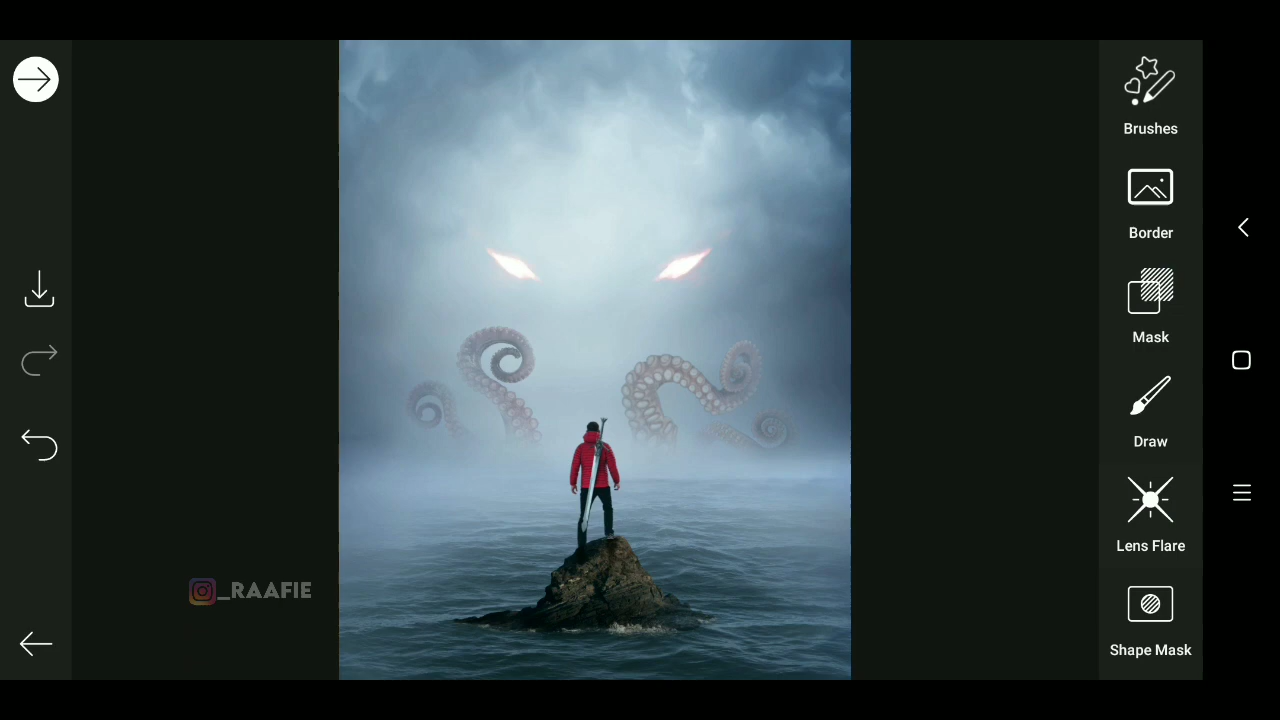 Brushes
Border
Mask
Draw
Lens Flare
Shape Mask
_RAAFIE